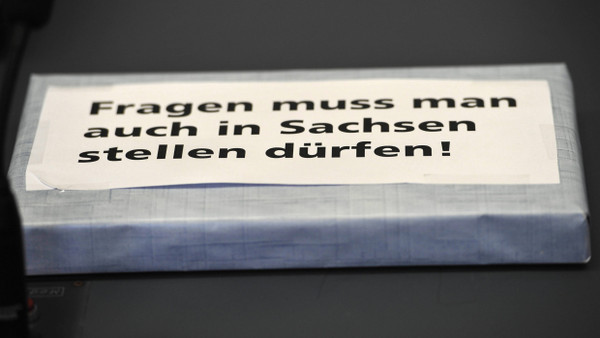 Fragen muss man
auch in Sachsen
stellen dürfen!